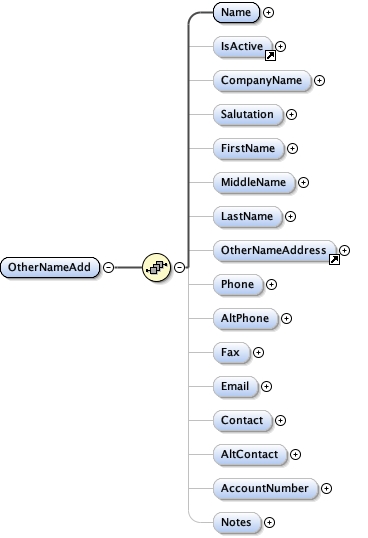 Name
IsActive
CompanyName
Salutation
FirstName
MiddleName
LastName
OtherNameAddress
OtherNameAdd
Phone
AltPhone
Fax
Email
Contact
AltContact
AccountNumber
Notes